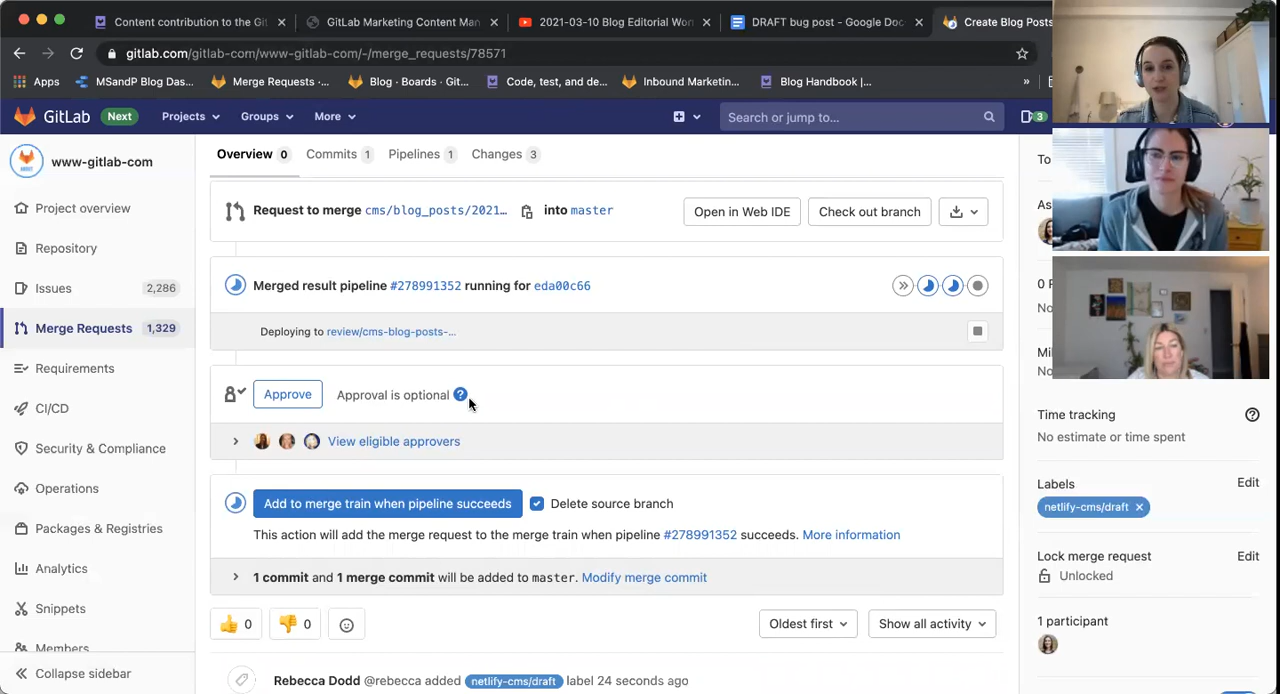 Content contribution to the Git
GitLab Marketing Content Man
2021-03-10 Blog Editorial Wor
DRAFT bug post - Google Doc
Create Blog Posts
gitlab.com/gitlab-com/www-gitlab-com/-/merge_requests/78571
Apps
MSandP Blog Das...
Merge Requests ·...
Blog · Boards · Git...
Code, test, and de...
Inbound Marketin...
Blog Handbook |...
»
GitLab Next Projects Groups More Search or jump to... 3
www-gitlab-com
Project overview
Repository
Issues 2,286
Merge Requests 1,329
Requirements
CI/CD
Security & Compliance
Operations
Packages & Registries
Analytics
Snippets
Members
Collapse sidebar
Overview 0 Commits 1 Pipelines 1 Changes 3
Request to merge cms/blog_posts/2021… into master Open in Web IDE Check out branch
Merged result pipeline #278991352 running for eda00c66
Deploying to review/cms-blog-posts-…
Approve Approval is optional ?
View eligible approvers
Add to merge train when pipeline succeeds Delete source branch
This action will add the merge request to the merge train when pipeline #278991352 succeeds. More information
1 commit and 1 merge commit will be added to master. Modify merge commit
0 0 Oldest first Show all activity
Rebecca Dodd @rebecca added netlify-cms/draft label 24 seconds ago
To
As
0
No
Mi
No
Time tracking ?
No estimate or time spent
Labels Edit
netlify-cms/draft ×
Lock merge request Edit
Unlocked
1 participant